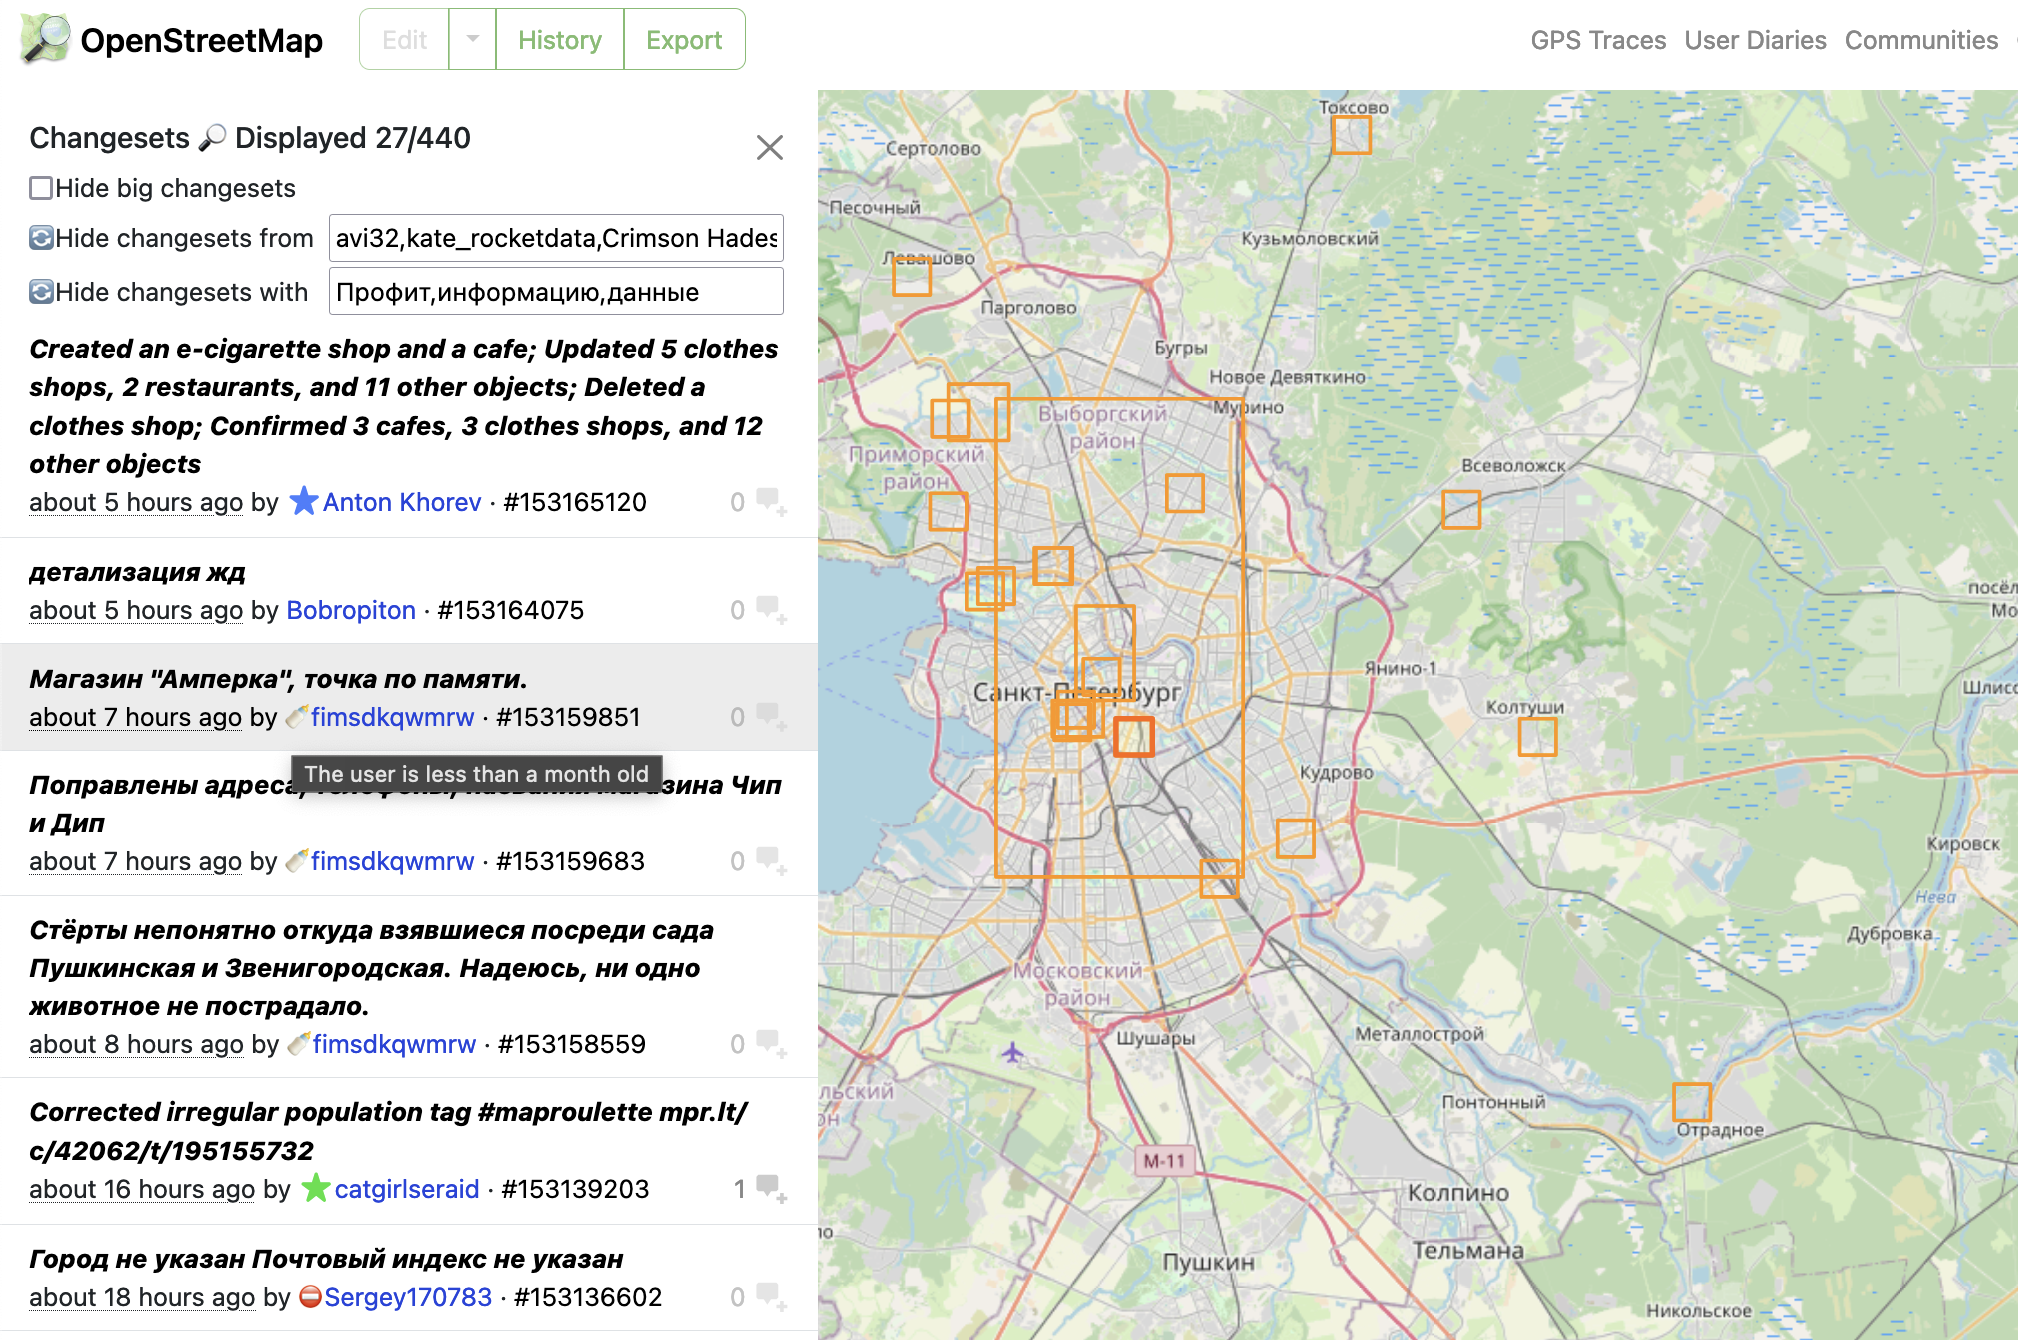 OpenStreetMap
Edit
History
Export
GPS Traces
User Diaries
Communities
Changesets 🔎 Displayed 27/440
Hide big changesets
Hide changesets from
avi32,kate_rocketdata,Crimson Hades
Hide changesets with
Профит,информацию,данные
Created an e-cigarette shop and a cafe; Updated 5 clothes
shops, 2 restaurants, and 11 other objects; Deleted a
clothes shop; Confirmed 3 cafes, 3 clothes shops, and 12
other objects
about 5 hours ago by Anton Khorev · #153165120
0
детализация жд
about 5 hours ago by Bobropiton · #153164075
0
Магазин "Амперка", точка по памяти.
about 7 hours ago by fimsdkqwmrw · #153159851
0
The user is less than a month old
Поправлены адреса, зина Чип
и Дип
about 7 hours ago by fimsdkqwmrw · #153159683
0
Стёрты непонятно откуда взявшиеся посреди сада
Пушкинская и Звенигородская. Надеюсь, ни одно
животное не пострадало.
about 8 hours ago by fimsdkqwmrw · #153158559
0
Corrected irregular population tag #maproulette mpr.lt/
c/42062/t/195155732
about 16 hours ago by catgirlseraid · #153139203
1
Город не указан Почтовый индекс не указан
about 18 hours ago by Sergey170783 · #153136602
0
Токсово
Сертолово
Песочный
Кузьмоловский
Левашово
Парголово
Бугры
Новое Девяткино
Мурино
Выборгский
район
Приморский
район
Всеволожск
посёл
Мо
Янино-1
Санкт-Петербург
Шлисс
Колтуши
Кудрово
Кировск
Нева
Дубровка
Московский
район
Шушары
Металлострой
льский
он
Понтонный
Отрадное
М-11
Колпино
ло
Тельмана
Пушкин
Никольское